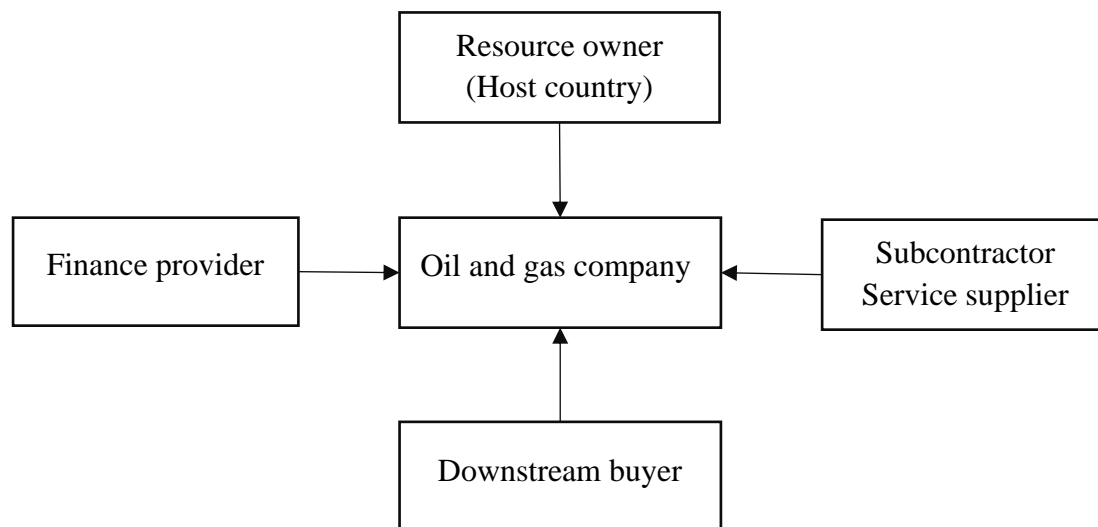 Resource owner
(Host country)
Finance provider
Oil and gas company
Subcontractor
Service supplier
Downstream buyer